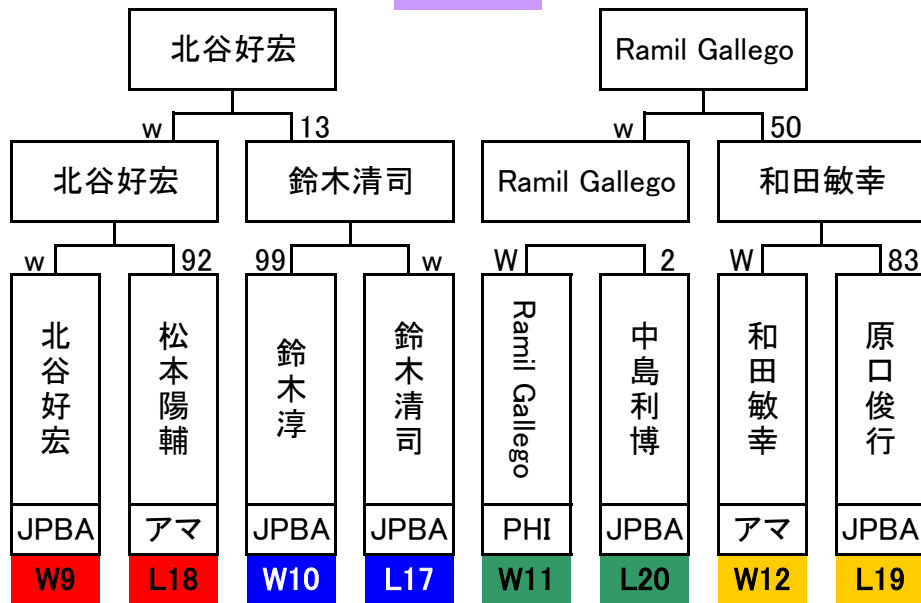 北谷好宏
Ramil Gallego
w
13
w
50
北谷好宏
鈴木清司
Ramil Gallego
和田敏幸
w
92
99
w
W
2
W
83
北谷好宏
松本陽輔
鈴木淳
鈴木清司
Ramil Gallego
中島利博
和田敏幸
原口俊行
JPBA
アマ
JPBA
JPBA
PHI
JPBA
アマ
JPBA
W9
L18
W10
L17
W11
L20
W12
L19